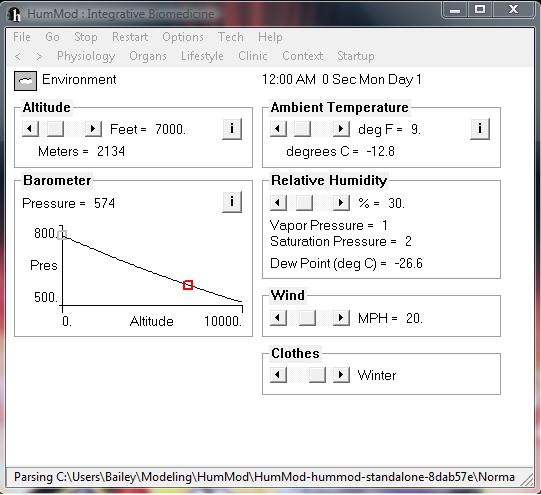 HumMod : Integrative Biomedicine
File Go Stop Restart Options Tech Help
< > Physiology Organs Lifestyle Clinic Context Startup
Environment
12:00 AM 0 Sec Mon Day 1
Altitude
Feet = 7000.
i
Meters = 2134
Barometer
Pressure = 574
i
800.
Pres
500.
0. Altitude 10000.
Ambient Temperature
deg F = 9.
i
degrees C = -12.8
Relative Humidity
% = 30.
Vapor Pressure = 1
Saturation Pressure = 2
Dew Point (deg C) = -26.6
Wind
MPH = 20.
Clothes
Winter
Parsing C:\Users\Bailey\Modeling\HumMod\HumMod-hummod-standalone-8dab57e\Norma